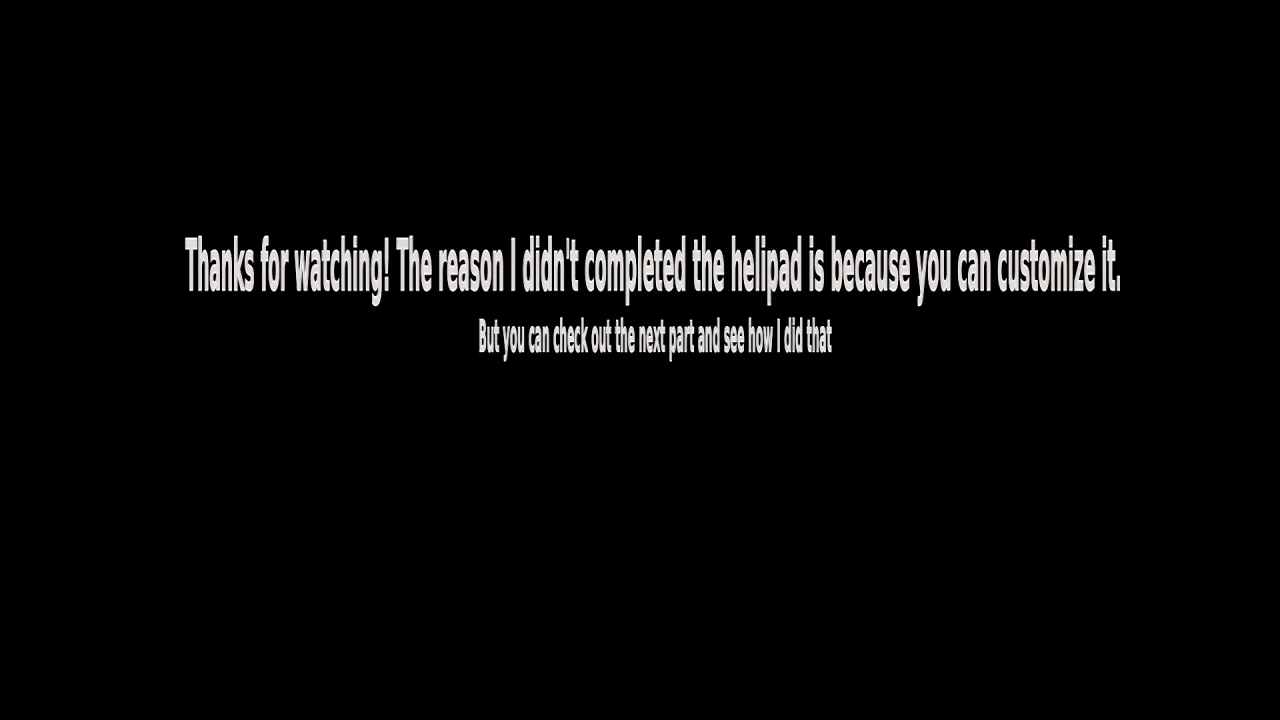 Thanks for watching! The reason I didn't completed the helipad is because you can customize it.
But you can check out the next part and see how I did that